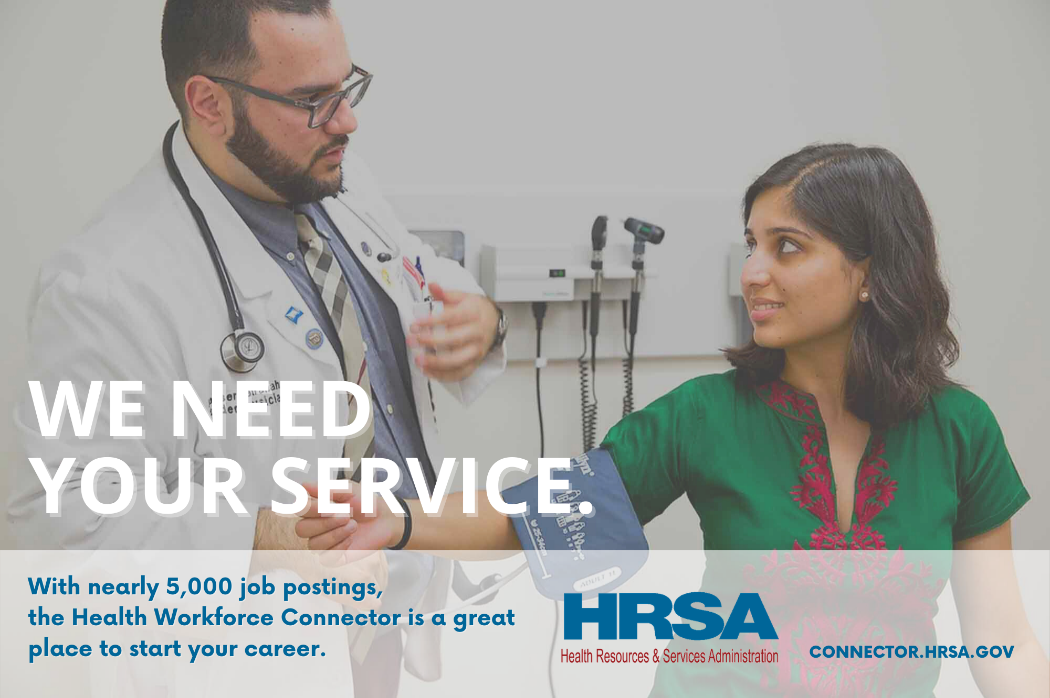 WE NEED
YOUR SERVICE.
With nearly 5,000 job postings,
the Health Workforce Connector is a great
place to start your career.
HRSA
Health Resources & Services Administration
CONNECTOR.HRSA.GOV